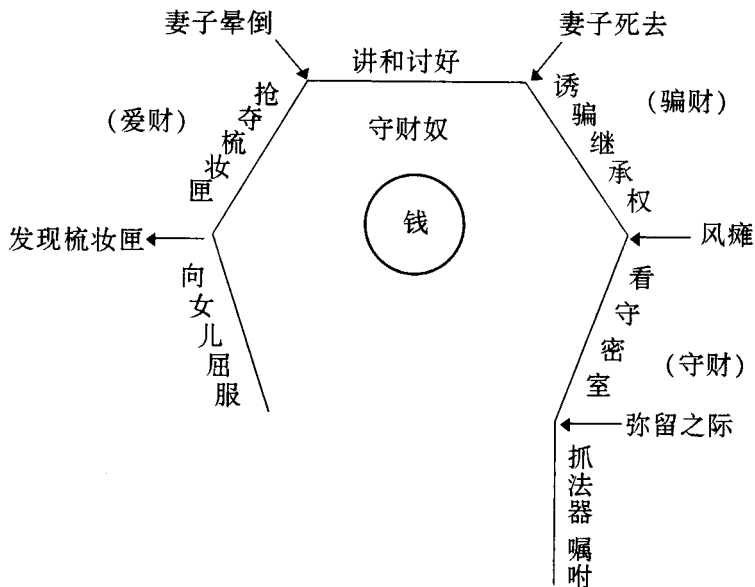 妻子晕倒
妻子死去
讲和讨好
抢夺梳妆匣
(爱财)
守财奴
诱骗继承权
(骗财)
钱
发现梳妆匣
风瘫
向女儿屈服
看守密室
(守财)
弥留之际
抓法器 嘱咐